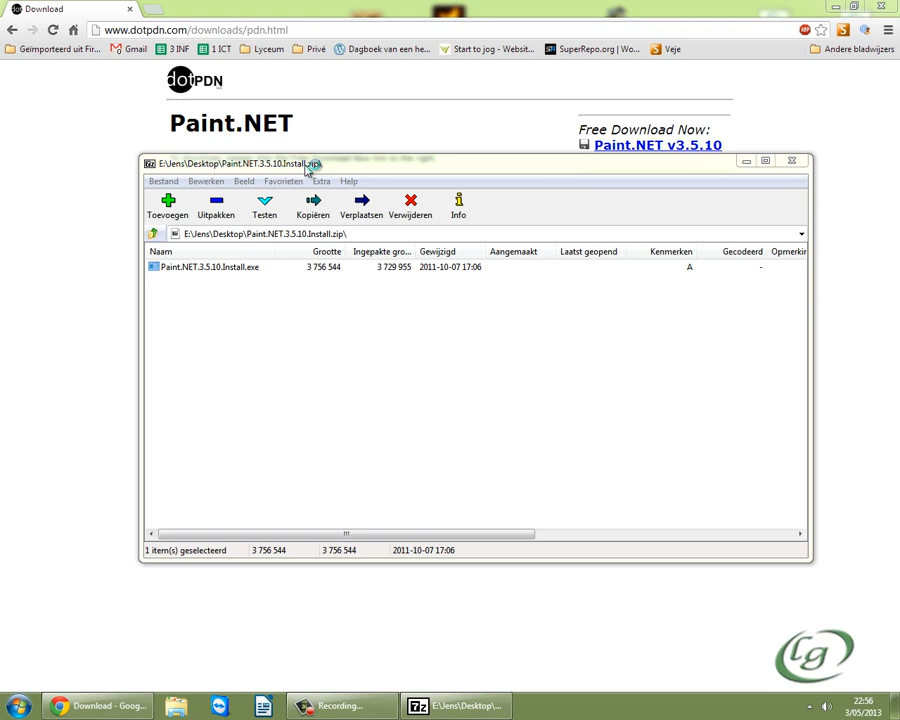 Download
www.dotpdn.com/downloads/pdn.html
Geïmporteerd uit Fir...
Gmail
3 INF
1 ICT
Lyceum
Privé
Dagboek van een he...
Start to jog - Websit...
SuperRepo.org | Wo...
Veje
Andere bladwijzers
dotPDN LLC
Paint.NET
Free Download Now:
Paint.NET v3.5.10
E:\Jens\Desktop\Paint.NET.3.5.10.Install.zip\
Bestand Bewerken Beeld Favorieten Extra Help
Toevoegen Uitpakken Testen Kopiëren Verplaatsen Verwijderen Info
E:\Jens\Desktop\Paint.NET.3.5.10.Install.zip\
Naam Grootte Ingepakte gro... Gewijzigd Aangemaakt Laatst geopend Kenmerken Gecodeerd Opmerkin
Paint.NET.3.5.10.Install.exe 3 756 544 3 729 955 2011-10-07 17:06 A -
1 item(s) geselecteerd 3 756 544 3 756 544 2011-10-07 17:06
lg
Download - Goog...
Recording...
7z E:\Jens\Desktop\...
22:56
3/05/2013